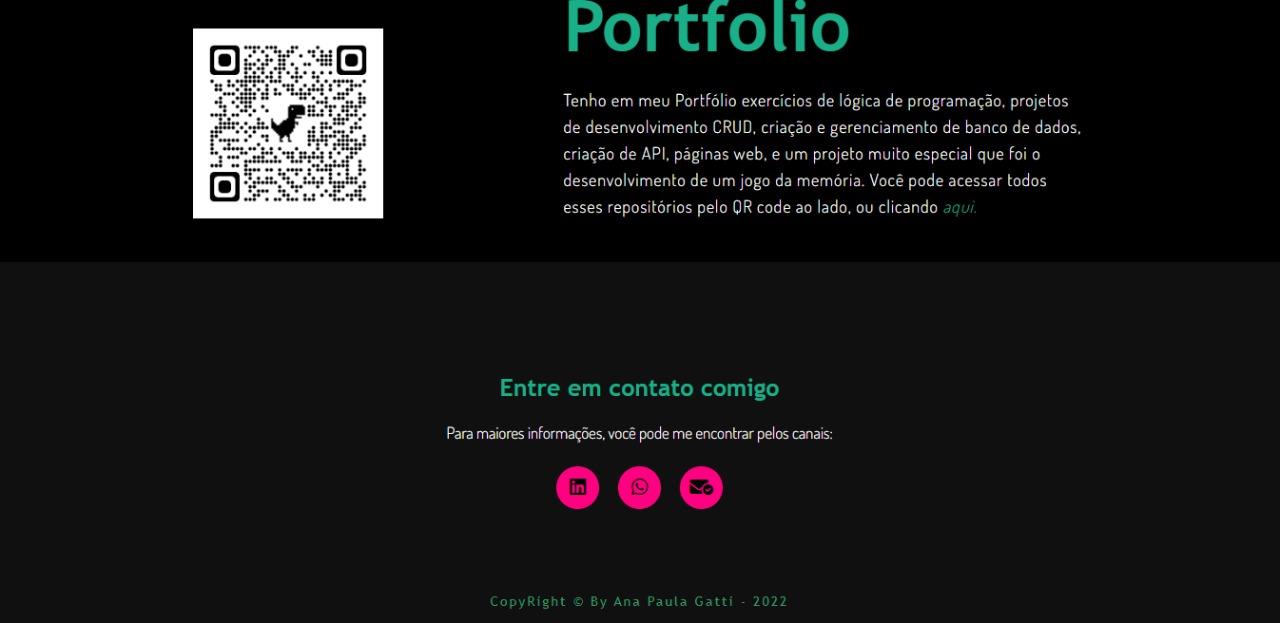 Portfolio
Tenho em meu Portfólio exercícios de lógica de programação, projetos
de desenvolvimento CRUD, criação e gerenciamento de banco de dados,
criação de API, páginas web, e um projeto muito especial que foi o
desenvolvimento de um jogo da memória. Você pode acessar todos
esses repositórios pelo QR code ao lado, ou clicando aqui.
Entre em contato comigo
Para maiores informações, você pode me encontrar pelos canais:
CopyRight © By Ana Paula Gatti - 2022